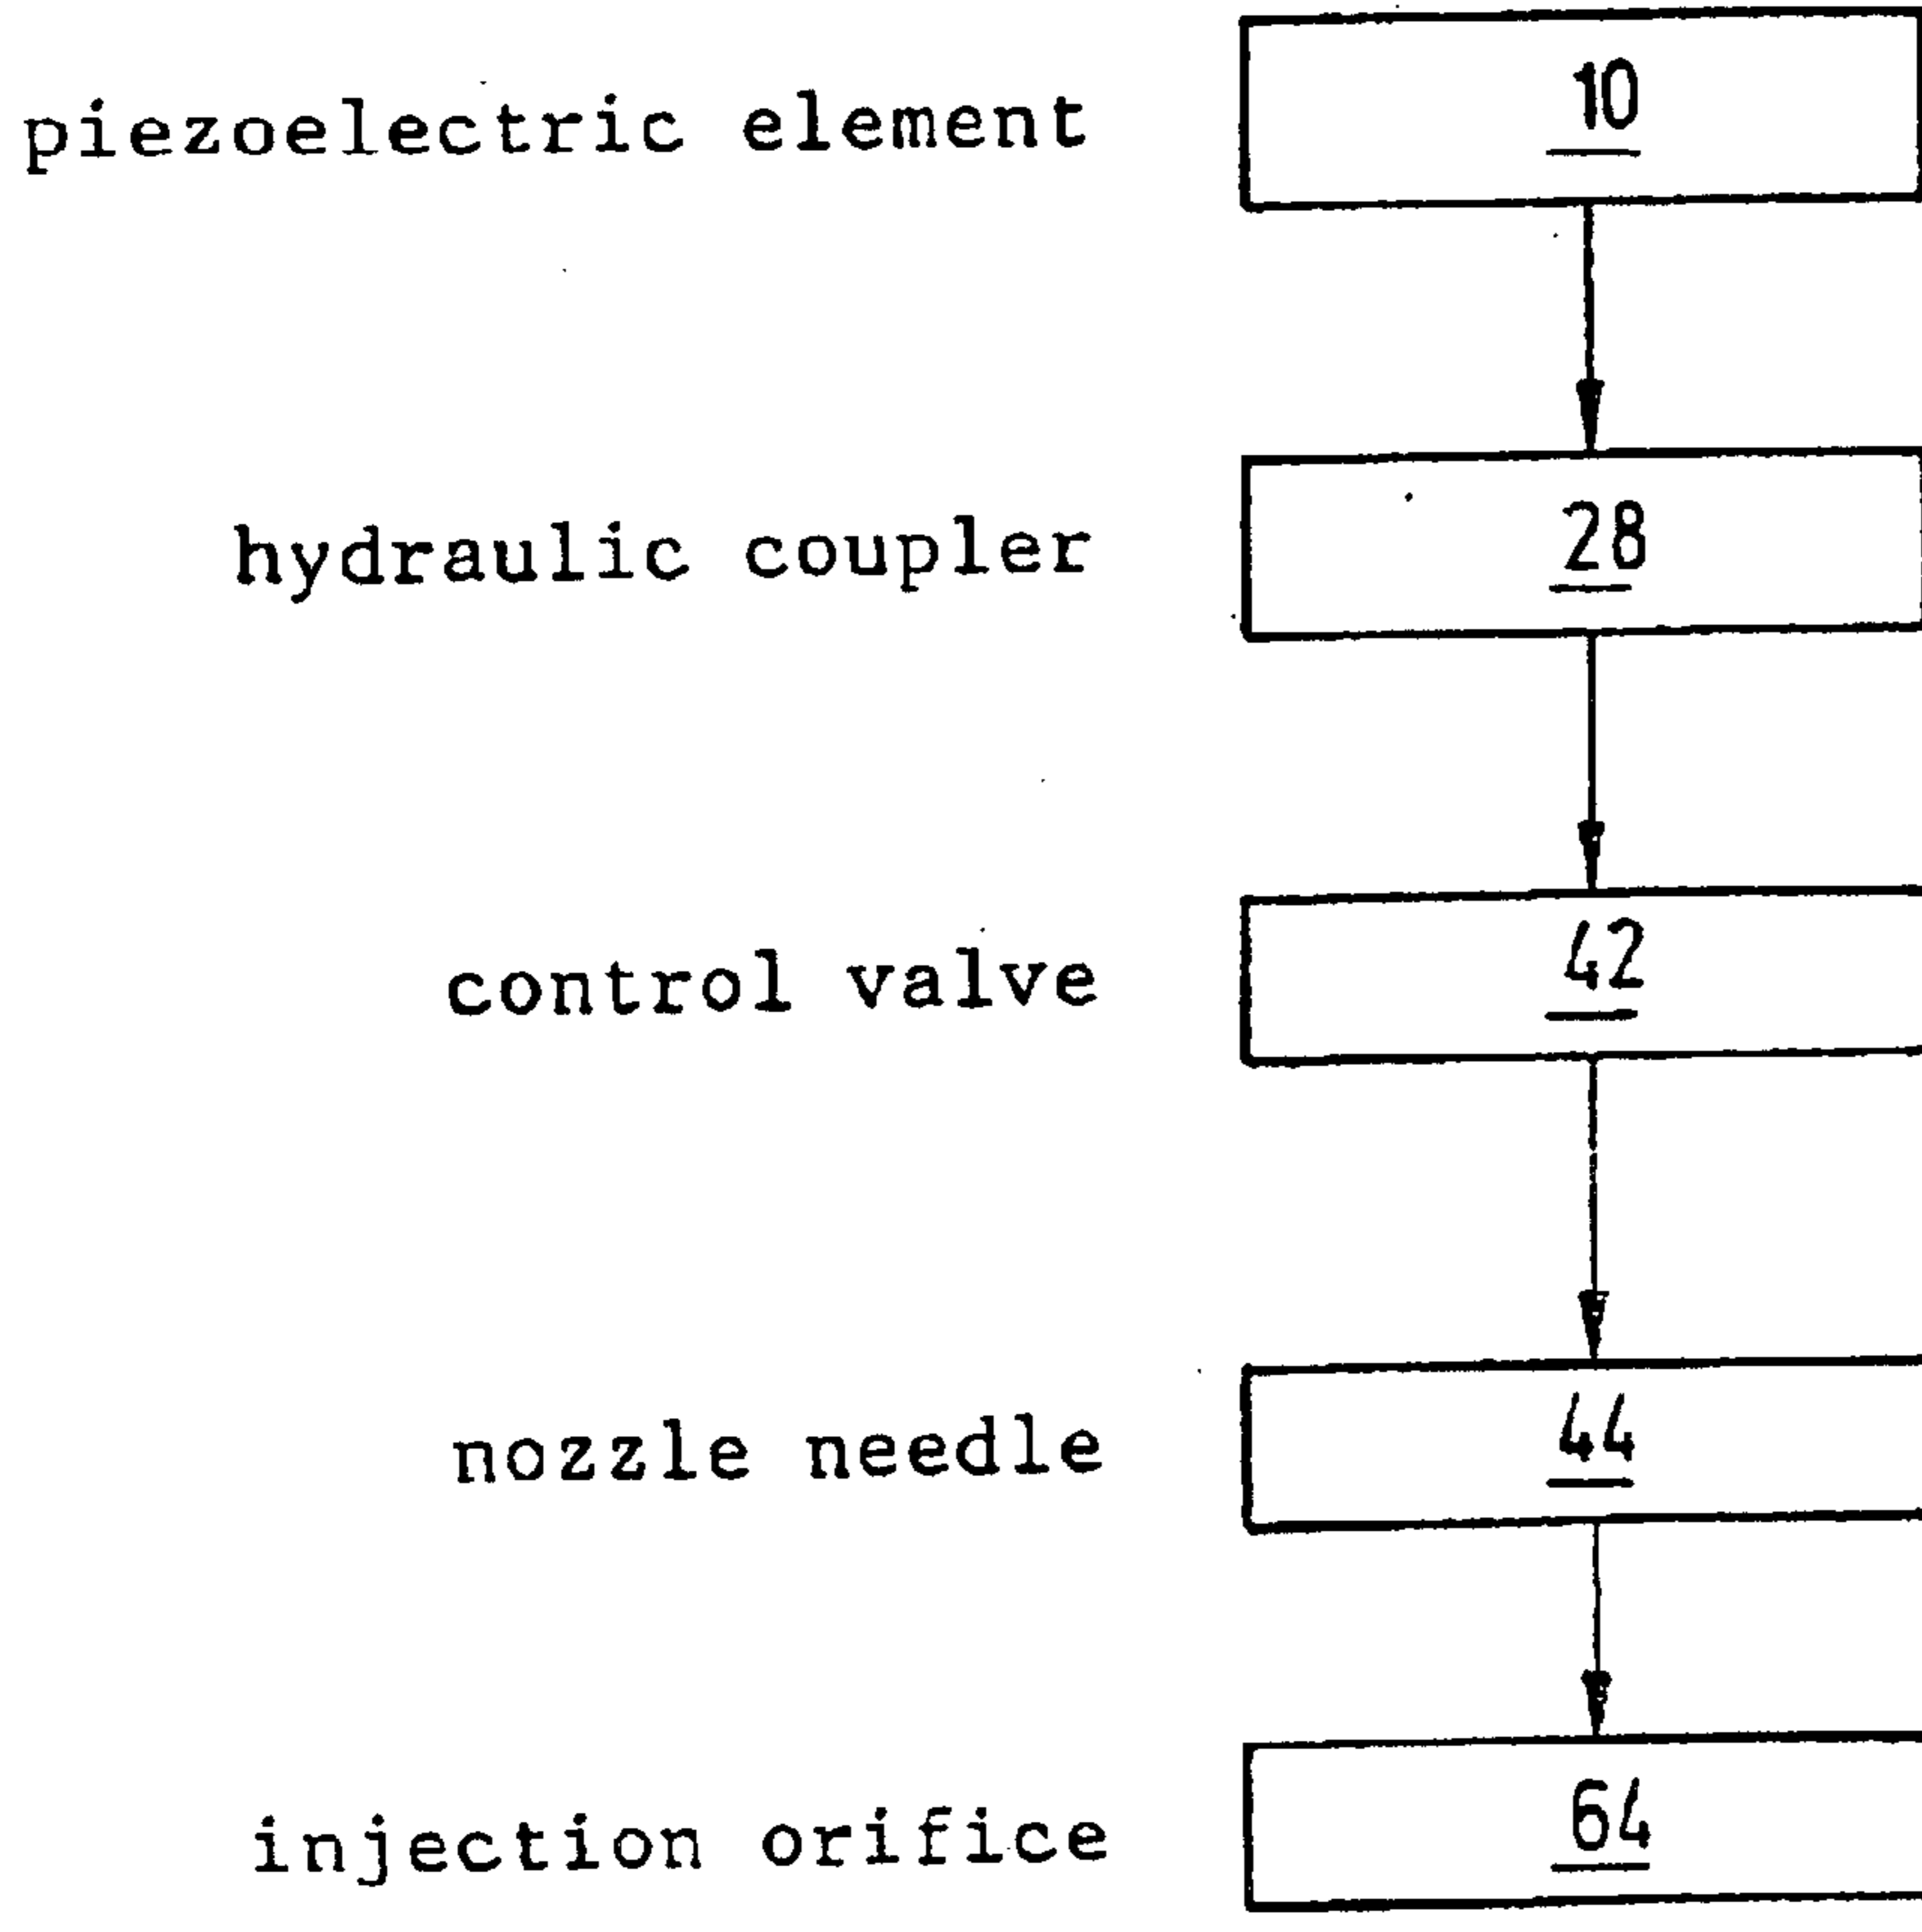 piezoelectric element 10
hydraulic coupler 28
control valve 42
nozzle needle 44
injection orifice 64